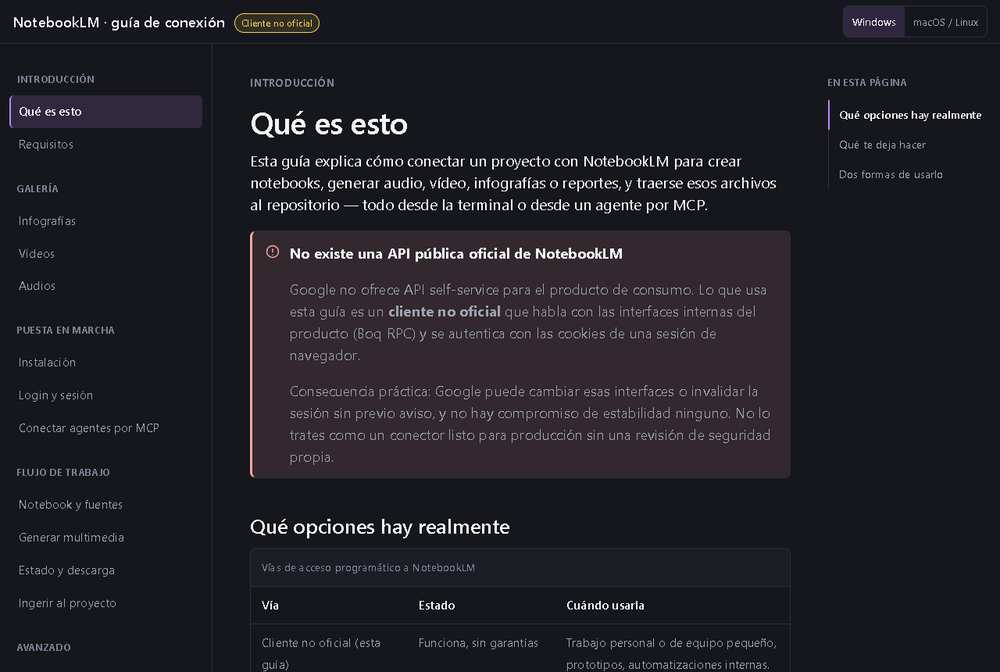 NotebookLM · guía de conexión
Cliente no oficial
Windows
macOS / Linux
INTRODUCCIÓN
Qué es esto
Requisitos
GALERÍA
Infografías
Vídeos
Audios
PUESTA EN MARCHA
Instalación
Login y sesión
Conectar agentes por MCP
FLUJO DE TRABAJO
Notebook y fuentes
Generar multimedia
Estado y descarga
Ingerir al proyecto
AVANZADO
INTRODUCCIÓN
Qué es esto
Esta guía explica cómo conectar un proyecto con NotebookLM para crear
notebooks, generar audio, vídeo, infografías o reportes, y traerse esos archivos
al repositorio — todo desde la terminal o desde un agente por MCP.
No existe una API pública oficial de NotebookLM
Google no ofrece API self-service para el producto de consumo. Lo que usa
esta guía es un cliente no oficial que habla con las interfaces internas del
producto (Boq RPC) y se autentica con las cookies de una sesión de
navegador.
Consecuencia práctica: Google puede cambiar esas interfaces o invalidar la
sesión sin previo aviso, y no hay compromiso de estabilidad ninguno. No lo
trates como un conector listo para producción sin una revisión de seguridad
propia.
Qué opciones hay realmente
Vías de acceso programático a NotebookLM
Vía
Estado
Cuándo usarla
Cliente no oficial (esta
guía)
Funciona, sin garantías
Trabajo personal o de equipo pequeño,
prototipos, automatizaciones internas.
EN ESTA PÁGINA
Qué opciones hay realmente
Qué te deja hacer
Dos formas de usarlo